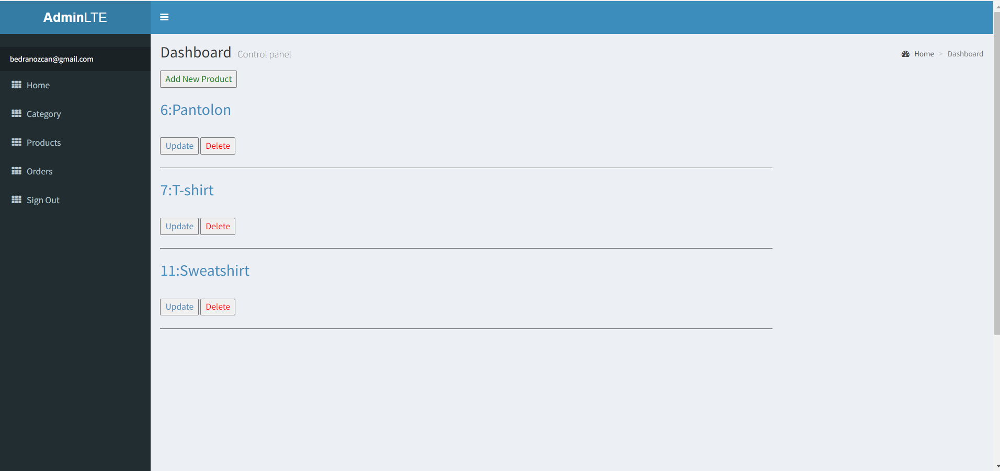 AdminLTE
bedranozcan@gmail.com
Home
Category
Products
Orders
Sign Out
Dashboard Control panel
Home > Dashboard
Add New Product
6:Pantolon
Update Delete
7:T-shirt
Update Delete
11:Sweatshirt
Update Delete